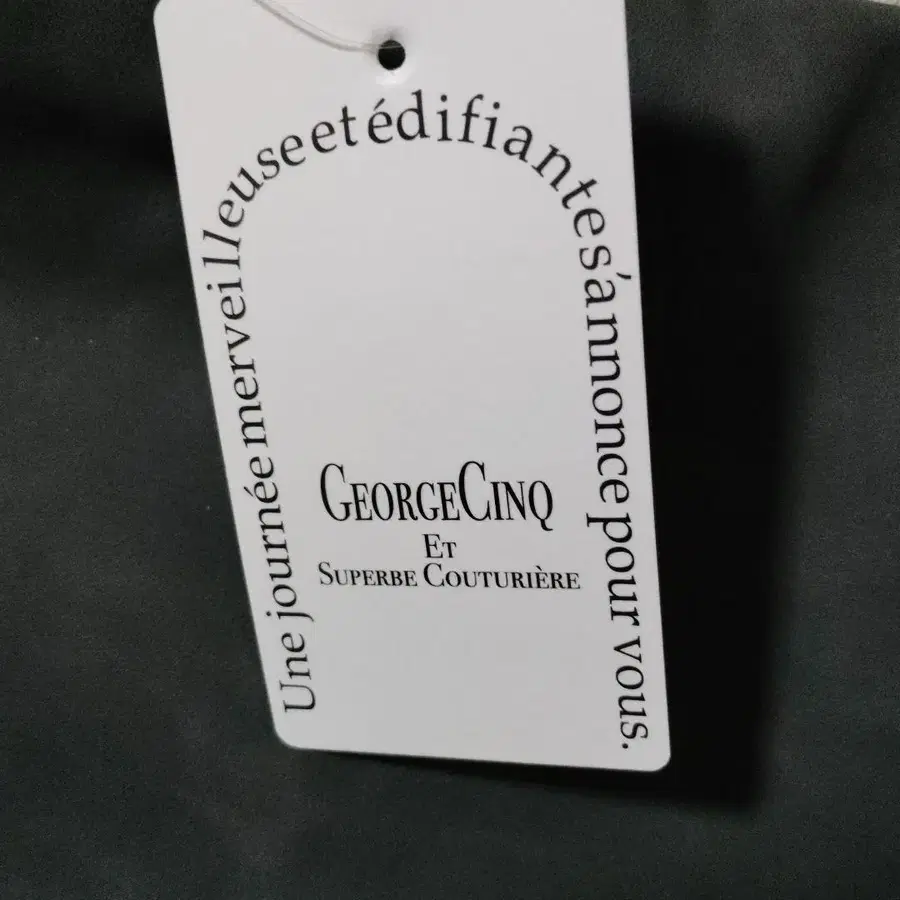 Une journée merveilleuse et édifiante s'annonce pour vous.
GEORGECINQ
ET
SUPERBE COUTURIÈRE